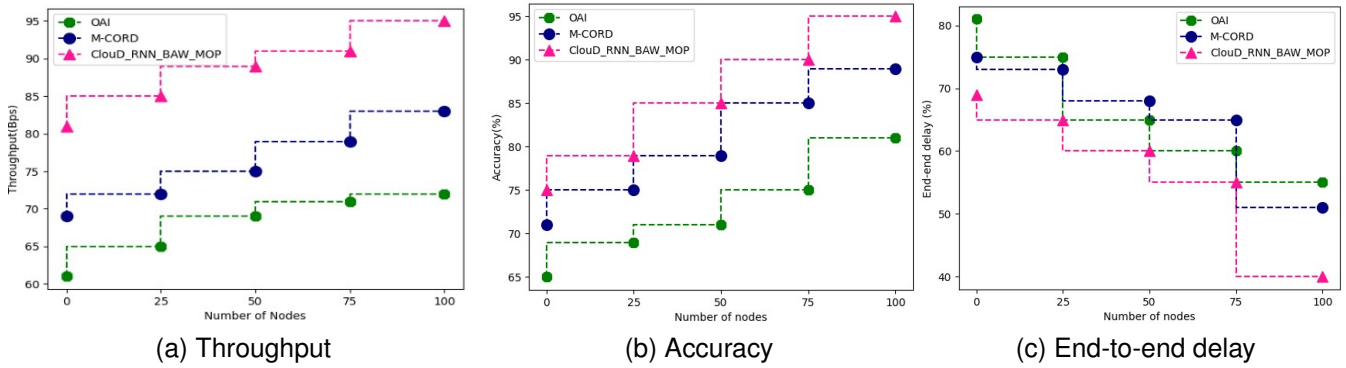 OAI
M-CORD
ClouD_RNN_BAW_MOP
Throughput(Bps)
95
90
85
80
75
70
65
60
0 25 50 75 100
Number of Nodes
(a) Throughput
OAI
M-CORD
ClouD_RNN_BAW_MOP
Accuracy(%)
95
90
85
80
75
70
65
0 25 50 75 100
Number of nodes
(b) Accuracy
OAI
M-CORD
ClouD_RNN_BAW_MOP
End-end delay (%)
80
70
60
50
40
0 25 50 75 100
Number of nodes
(c) End-to-end delay